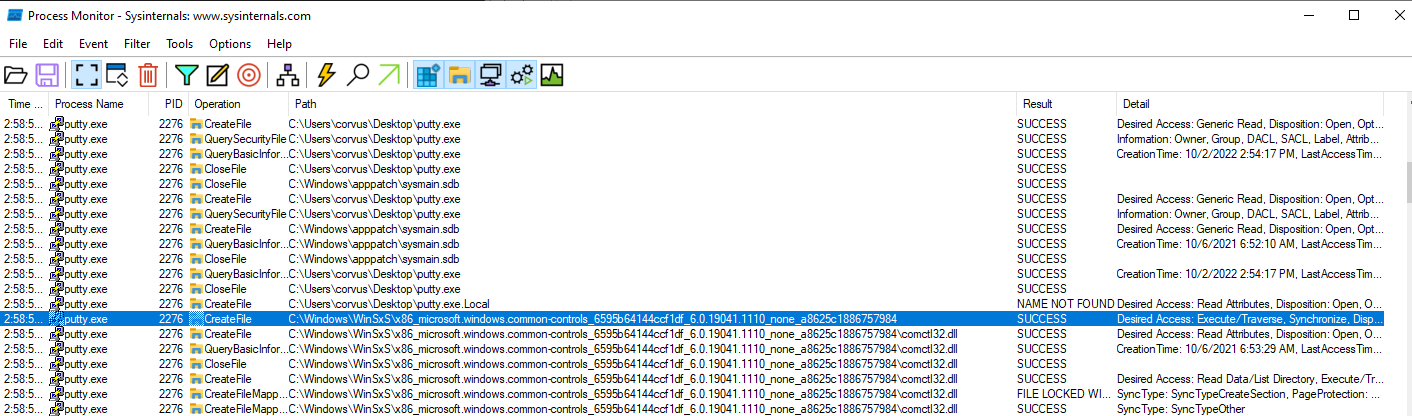 Process Monitor - Sysinternals: www.sysinternals.com
File Edit Event Filter Tools Options Help
Time ... Process Name PID Operation Path Result Detail
2:58:5... putty.exe 2276 CreateFile C:\Users\corvus\Desktop\putty.exe SUCCESS Desired Access: Generic Read, Disposition: Open, Opt...
2:58:5... putty.exe 2276 QuerySecurityFile C:\Users\corvus\Desktop\putty.exe SUCCESS Information: Owner, Group, DACL, SACL, Label, Attrib...
2:58:5... putty.exe 2276 QueryBasicInfor... C:\Users\corvus\Desktop\putty.exe SUCCESS CreationTime: 10/2/2022 2:54:17 PM, LastAccessTim...
2:58:5... putty.exe 2276 CloseFile C:\Users\corvus\Desktop\putty.exe SUCCESS
2:58:5... putty.exe 2276 CloseFile C:\Windows\apppatch\sysmain.sdb SUCCESS
2:58:5... putty.exe 2276 CreateFile C:\Users\corvus\Desktop\putty.exe SUCCESS Desired Access: Generic Read, Disposition: Open, Opt...
2:58:5... putty.exe 2276 QuerySecurityFile C:\Users\corvus\Desktop\putty.exe SUCCESS Information: Owner, Group, DACL, SACL, Label, Attrib...
2:58:5... putty.exe 2276 CreateFile C:\Windows\apppatch\sysmain.sdb SUCCESS Desired Access: Generic Read, Disposition: Open, Opt...
2:58:5... putty.exe 2276 QueryBasicInfor... C:\Windows\apppatch\sysmain.sdb SUCCESS CreationTime: 10/6/2021 6:52:10 AM, LastAccessTim...
2:58:5... putty.exe 2276 CloseFile C:\Windows\apppatch\sysmain.sdb SUCCESS
2:58:5... putty.exe 2276 QueryBasicInfor... C:\Users\corvus\Desktop\putty.exe SUCCESS CreationTime: 10/2/2022 2:54:17 PM, LastAccessTim...
2:58:5... putty.exe 2276 CloseFile C:\Users\corvus\Desktop\putty.exe SUCCESS
2:58:5... putty.exe 2276 CreateFile C:\Users\corvus\Desktop\putty.exe.Local NAME NOT FOUND Desired Access: Read Attributes, Disposition: Open, O...
2:58:5... putty.exe 2276 CreateFile C:\Windows\WinSxS\x86_microsoft.windows.common-controls_6595b64144ccf1df_6.0.19041.1110_none_a8625c1886757984 SUCCESS Desired Access: Execute/Traverse, Synchronize, Disp...
2:58:5... putty.exe 2276 CreateFile C:\Windows\WinSxS\x86_microsoft.windows.common-controls_6595b64144ccf1df_6.0.19041.1110_none_a8625c1886757984\comctl32.dll SUCCESS Desired Access: Read Attributes, Disposition: Open, O...
2:58:5... putty.exe 2276 QueryBasicInfor... C:\Windows\WinSxS\x86_microsoft.windows.common-controls_6595b64144ccf1df_6.0.19041.1110_none_a8625c1886757984\comctl32.dll SUCCESS CreationTime: 10/6/2021 6:53:29 AM, LastAccessTim...
2:58:5... putty.exe 2276 CloseFile C:\Windows\WinSxS\x86_microsoft.windows.common-controls_6595b64144ccf1df_6.0.19041.1110_none_a8625c1886757984\comctl32.dll SUCCESS
2:58:5... putty.exe 2276 CreateFile C:\Windows\WinSxS\x86_microsoft.windows.common-controls_6595b64144ccf1df_6.0.19041.1110_none_a8625c1886757984\comctl32.dll SUCCESS Desired Access: Read Data/List Directory, Execute/Tr...
2:58:5... putty.exe 2276 CreateFileMapp... C:\Windows\WinSxS\x86_microsoft.windows.common-controls_6595b64144ccf1df_6.0.19041.1110_none_a8625c1886757984\comctl32.dll FILE LOCKED WI... SyncType: SyncTypeCreateSection, PageProtection: ...
2:58:5... putty.exe 2276 CreateFileMapp... C:\Windows\WinSxS\x86_microsoft.windows.common-controls_6595b64144ccf1df_6.0.19041.1110_none_a8625c1886757984\comctl32.dll SUCCESS SyncType: SyncTypeOther